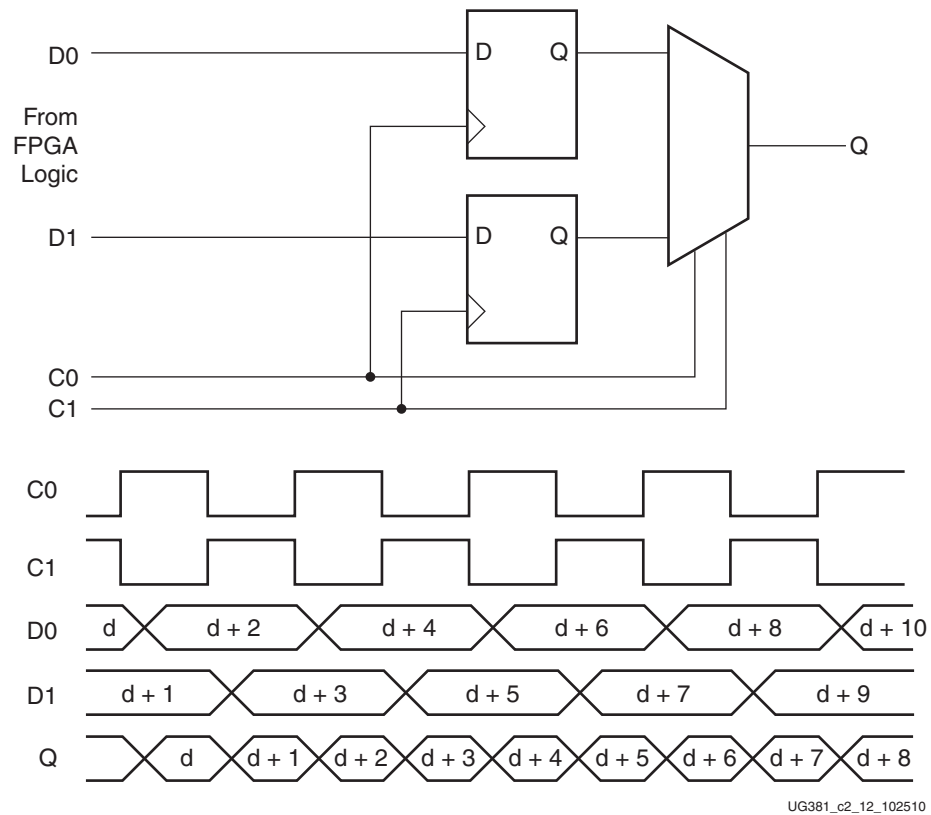 D0
D Q
From
FPGA
Logic
Q
D1
D Q
C0
C1
C0
C1
D0 d d + 2 d + 4 d + 6 d + 8 d + 10
D1 d + 1 d + 3 d + 5 d + 7 d + 9
Q d d + 1 d + 2 d + 3 d + 4 d + 5 d + 6 d + 7 d + 8
UG381_c2_12_102510